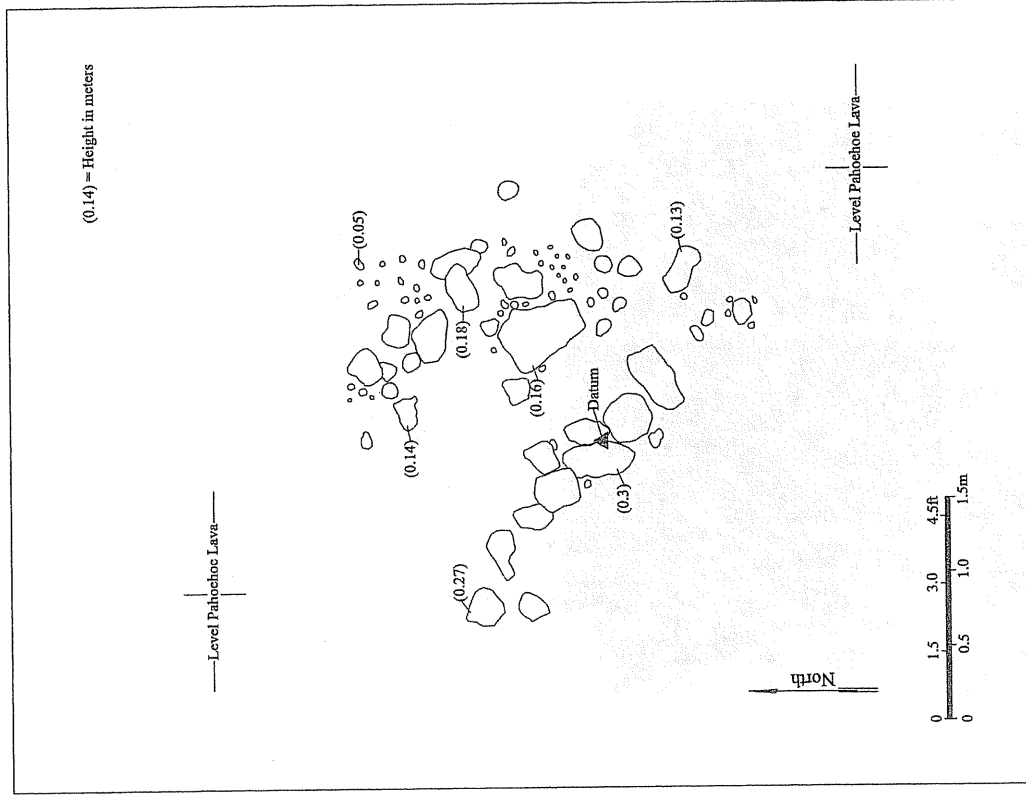 (0.14) = Height in meters
Level Pahoehoe Lava
(0.05)
(0.18)
(0.14)
(0.16)
Datum
(0.3)
(0.27)
(0.13)
Level Pahoehoe Lava
North
0 1.5 3.0 4.5ft
0 0.5 1.0 1.5m